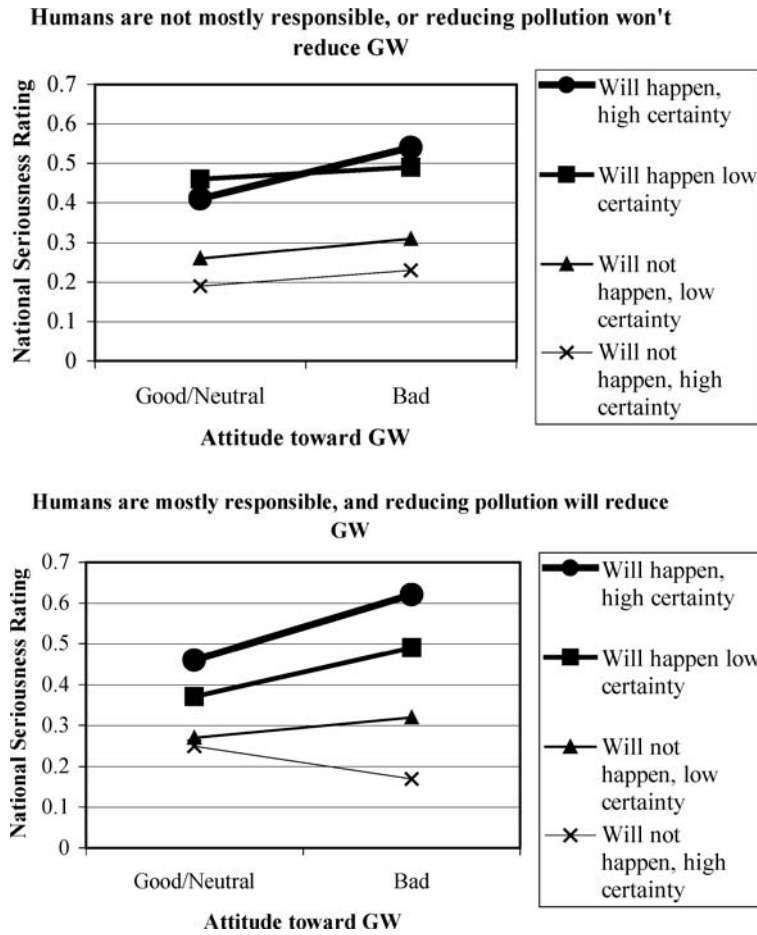 Humans are not mostly responsible, or reducing pollution won't
reduce GW
National Seriousness Rating
0.7
0.6
0.5
0.4
0.3
0.2
0.1
0
Good/Neutral
Bad
Attitude toward GW
Will happen,
high certainty
Will happen low
certainty
Will not
happen, low
certainty
Will not
happen, high
certainty
Humans are mostly responsible, and reducing pollution will reduce
GW
National Seriousness Rating
0.7
0.6
0.5
0.4
0.3
0.2
0.1
0
Good/Neutral
Bad
Attitude toward GW
Will happen,
high certainty
Will happen low
certainty
Will not
happen, low
certainty
Will not
happen, high
certainty